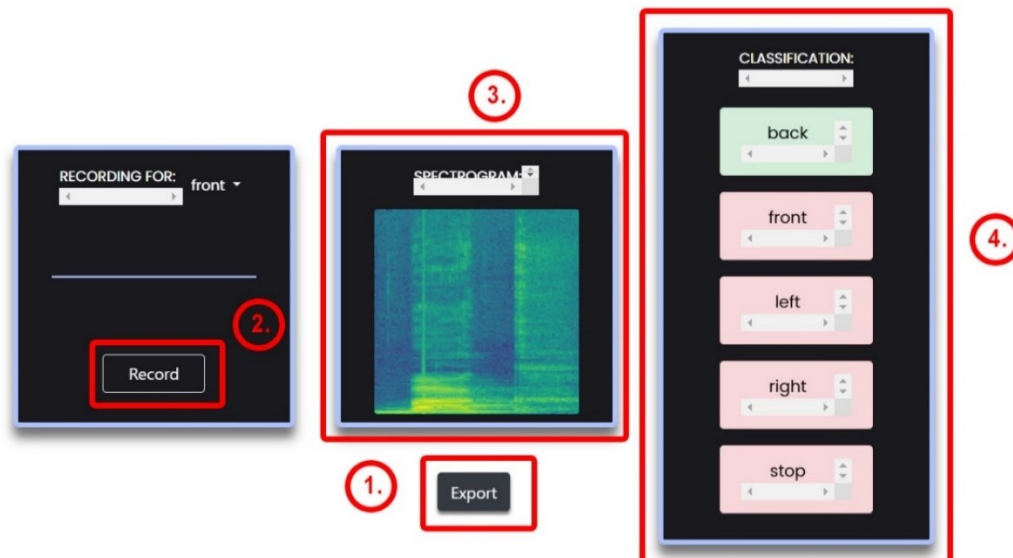 3.
CLASSIFICATION:
back
RECORDING FOR: front
SPECTROGRAM:
front
4.
left
2.
Record
right
1.
Export
stop